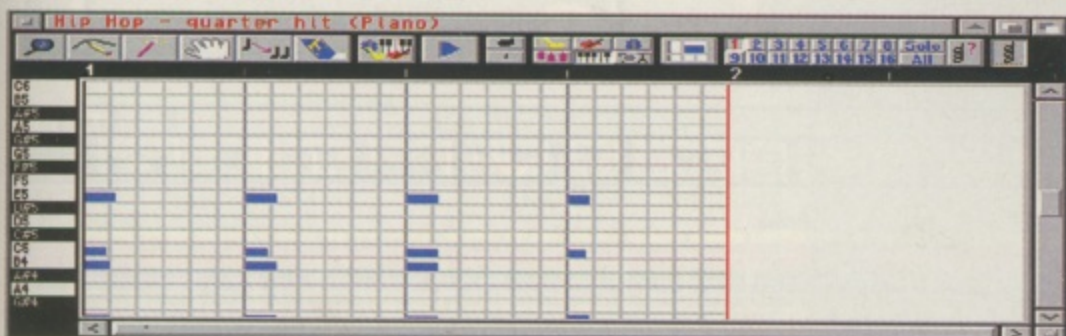 Hip Hop - quarter hit (Piano)
1 2 3 4 5 6 7 8 Solo
9 10 11 12 13 14 15 16 All
?
1 2
C6
B5
A#5
A5
G#5
G5
F#5
F5
E5
D#5
D5
C#5
C5
B4
A#4
A4
G#4